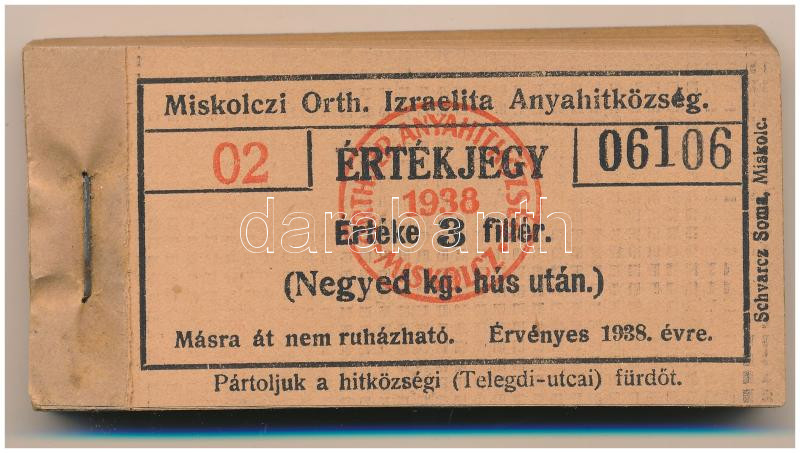 Miskolczi Orth. Izraelita Anyahitközség.
02
ÉRTÉKJEGY
06106
1938
Értéke 3 fillér.
(Negyed kg. hús után.)
Másra át nem ruházható. Érvényes 1938. évre.
Pártoljuk a hitközségi (Telegdi-utcai) fürdőt.
Schvarcz Soma, Miskolc.
darabanth